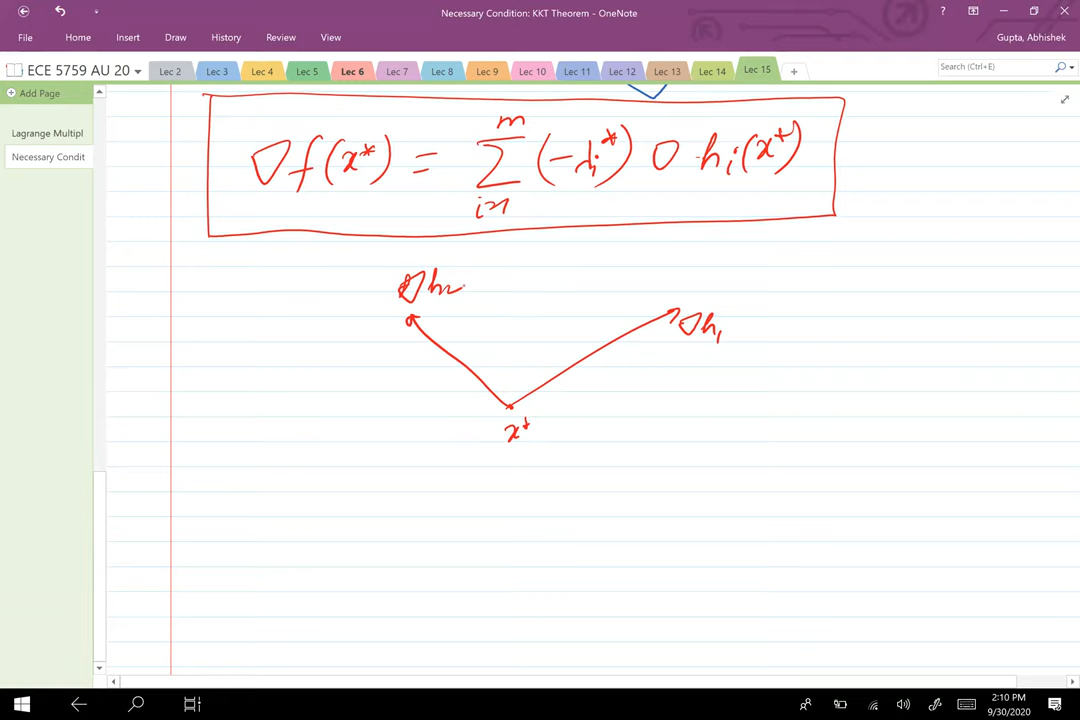 Necessary Condition: KKT Theorem - OneNote
File Home Insert Draw History Review View
Gupta, Abhishek
ECE 5759 AU 20
Lec 2 Lec 3 Lec 4 Lec 5 Lec 6 Lec 7 Lec 8 Lec 9 Lec 10 Lec 11 Lec 12 Lec 13 Lec 14 Lec 15
Search (Ctrl+E)
Add Page
Lagrange Multipl
Necessary Condit
∇f(x*) = ∑_{i=1}^{m} (-λ_i*) ∇h_i(x*)
∇h2
∇h1
x*
2:10 PM
9/30/2020